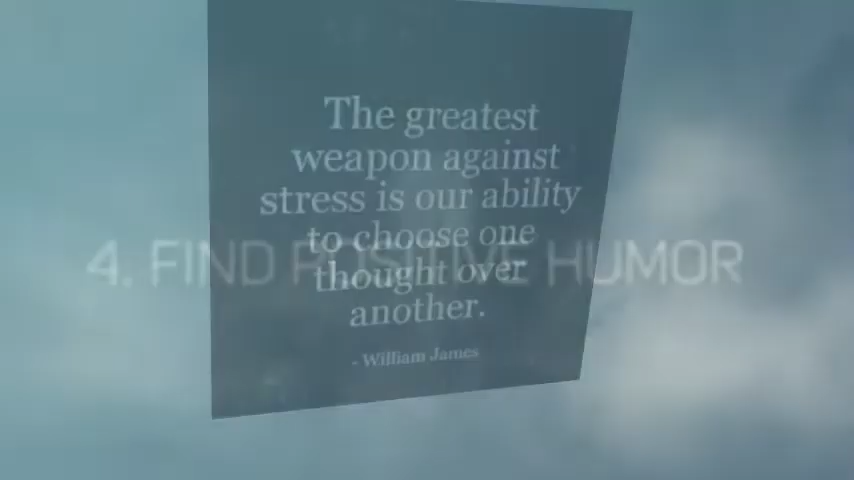 The greatest
weapon against
stress is our ability
to choose one
thought over
another.
- William James
4. FIND POSITIVE HUMOR